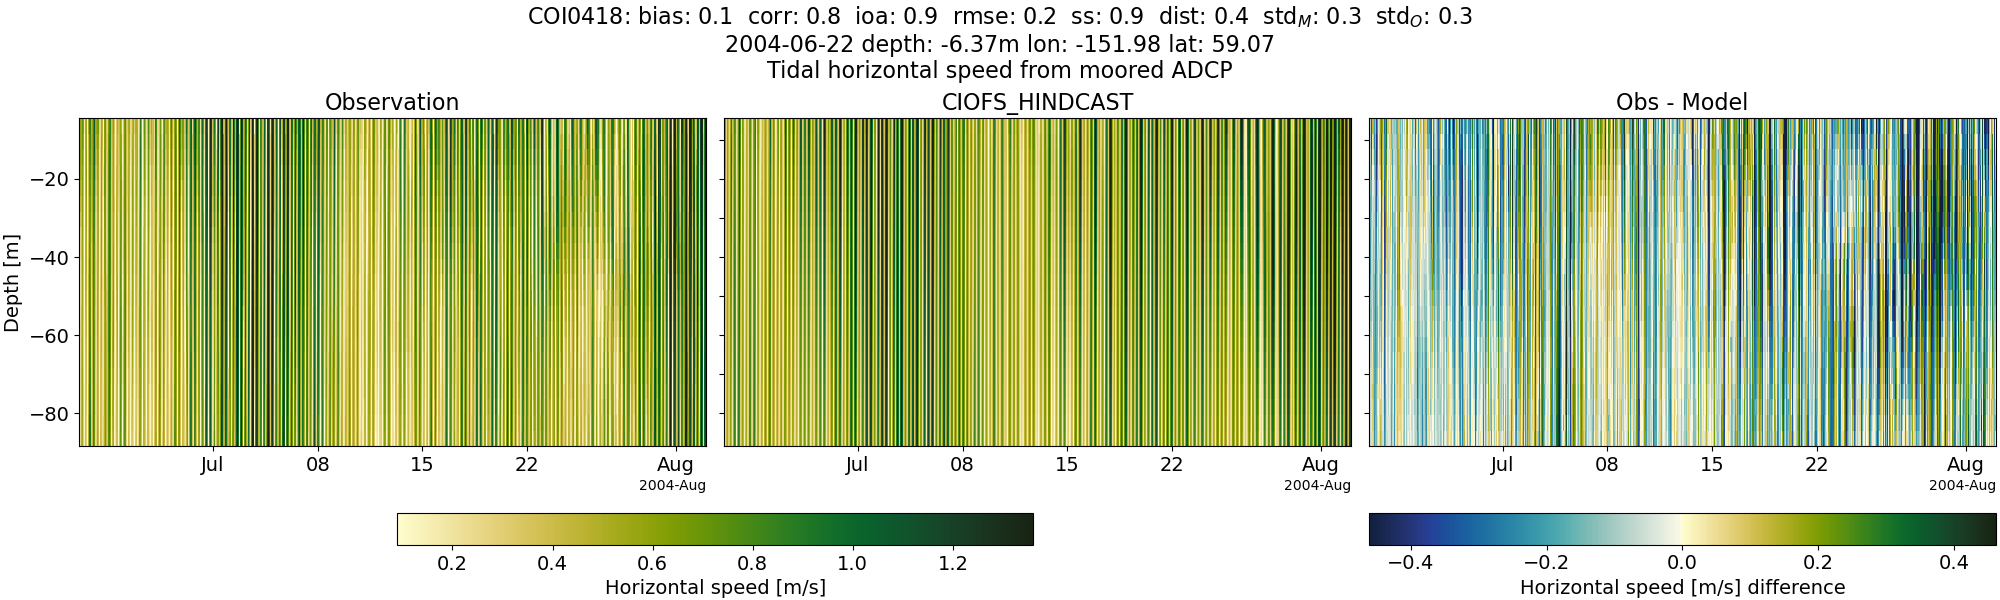 COI0418: bias: 0.1 corr: 0.8 ioa: 0.9 rmse: 0.2 ss: 0.9 dist: 0.4 std_M: 0.3 std_O: 0.3
2004-06-22 depth: -6.37m lon: -151.98 lat: 59.07
Tidal horizontal speed from moored ADCP
Observation
CIOFS_HINDCAST
Obs - Model
Depth [m]
−20
−40
−60
−80
Jul 08 15 22 Aug
2004-Aug
Jul 08 15 22 Aug
2004-Aug
Jul 08 15 22 Aug
2004-Aug
0.2 0.4 0.6 0.8 1.0 1.2
Horizontal speed [m/s]
−0.4 −0.2 0.0 0.2 0.4
Horizontal speed [m/s] difference